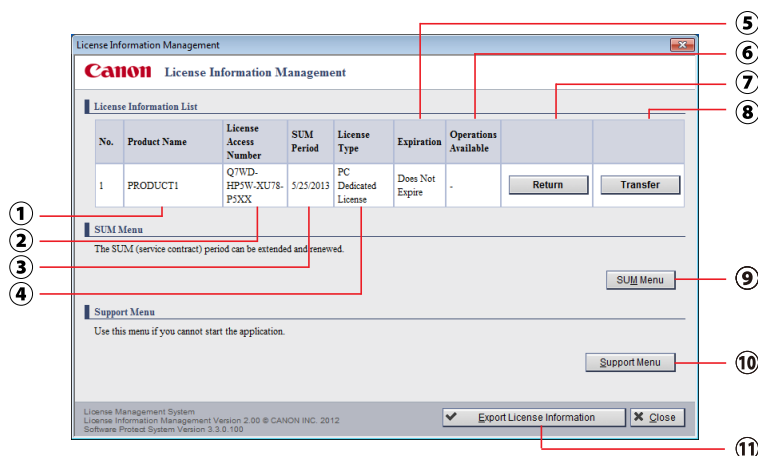 ⑤
License Information Management
⑥
Canon License Information Management
⑦
⑧
License Information List
No.
Product Name
License
Access
Number
SUM
Period
License
Type
Expiration
Operations
Available
1
PRODUCT1
Q7WD-
HP5W-XU78-
P5XX
5/25/2013
PC
Dedicated
License
Does Not
Expire
-
Return
Transfer
①
②
③
④
SUM Menu
The SUM (service contract) period can be extended and renewed.
SUM Menu
⑨
Support Menu
Use this menu if you cannot start the application.
Support Menu
⑩
License Management System
License Information Management Version 2.00 © CANON INC. 2012
Software Protect System Version 3.3.0.100
Export License Information
Close
⑪